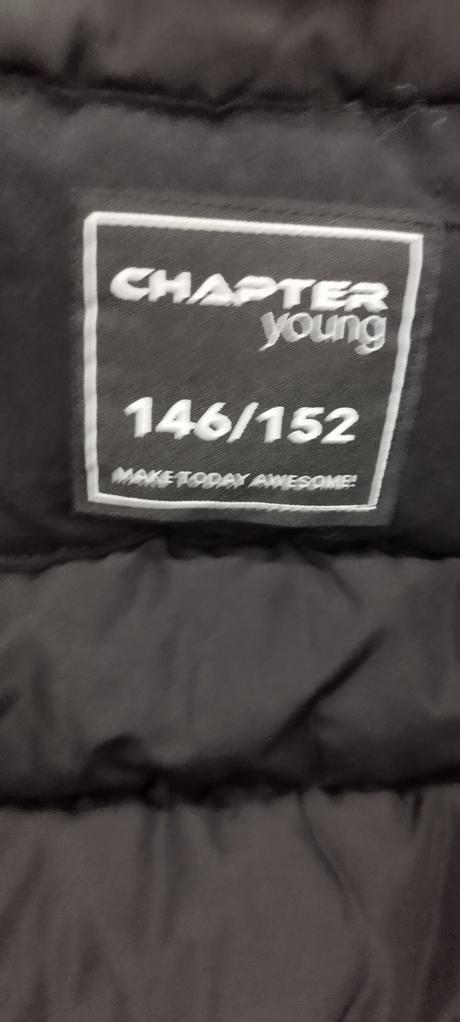 CHAPTER
young
146/152
MAKE TODAY AWESOME!